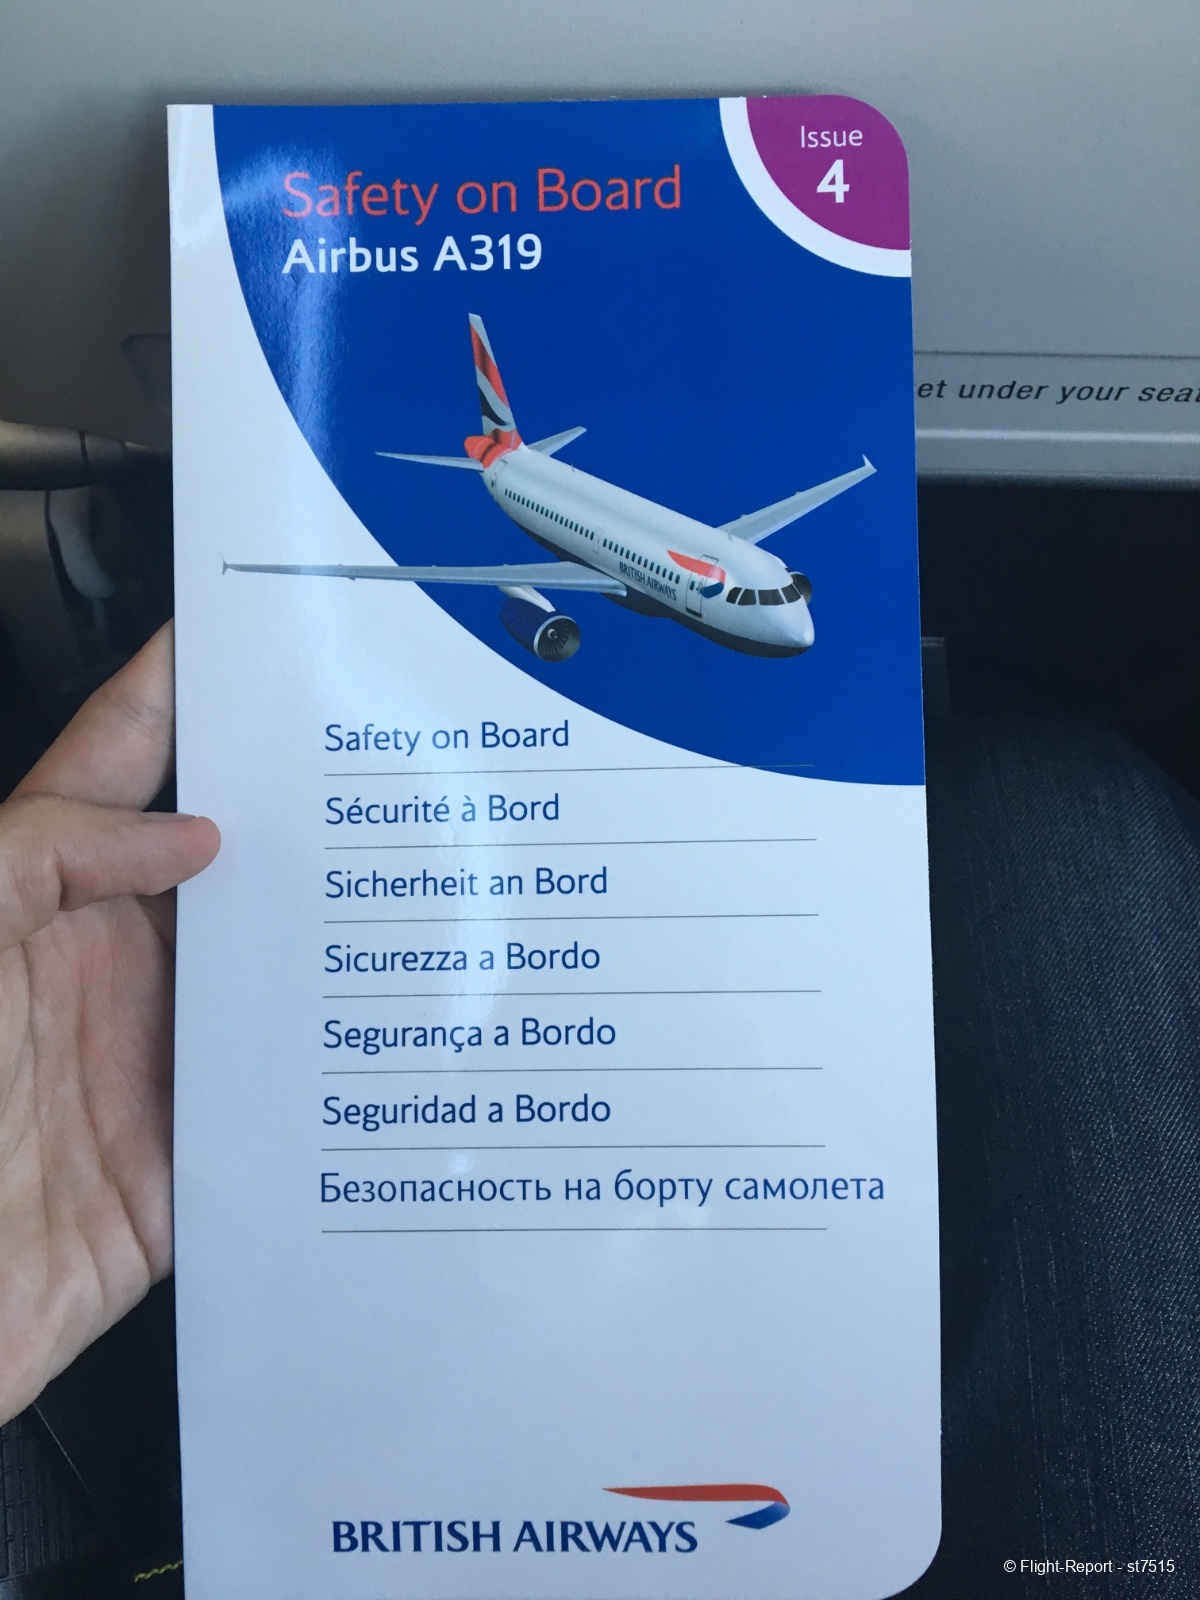 Issue
4
Safety on Board
Airbus A319
et under your seat
BRITISH AIRWAYS
Safety on Board
Sécurité à Bord
Sicherheit an Bord
Sicurezza a Bordo
Segurança a Bordo
Seguridad a Bordo
Безопасность на борту самолета
BRITISH AIRWAYS
© Flight-Report - st7515